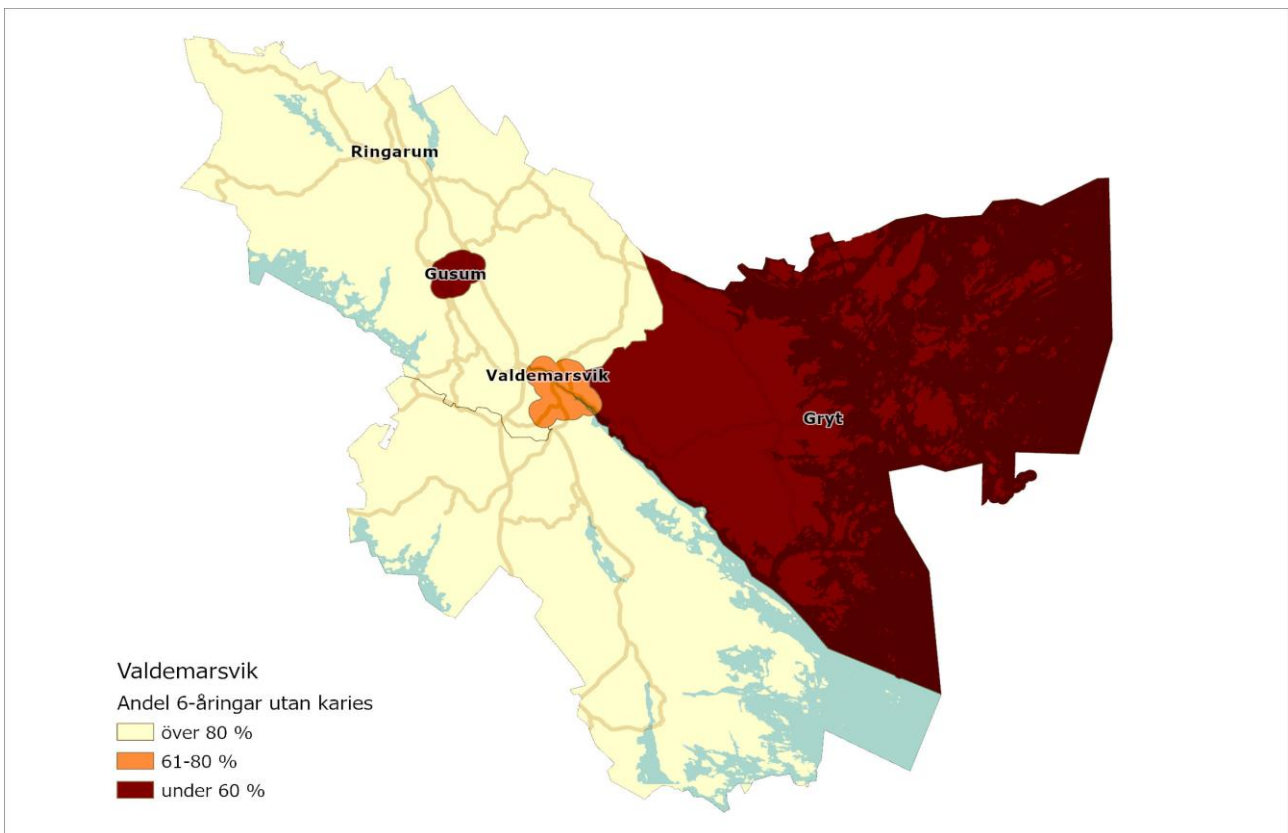 Ringarum
Gusum
Valdemarsvik
Gryt
Valdemarsvik
Andel 6-åringar utan karies
över 80 %
61-80 %
under 60 %